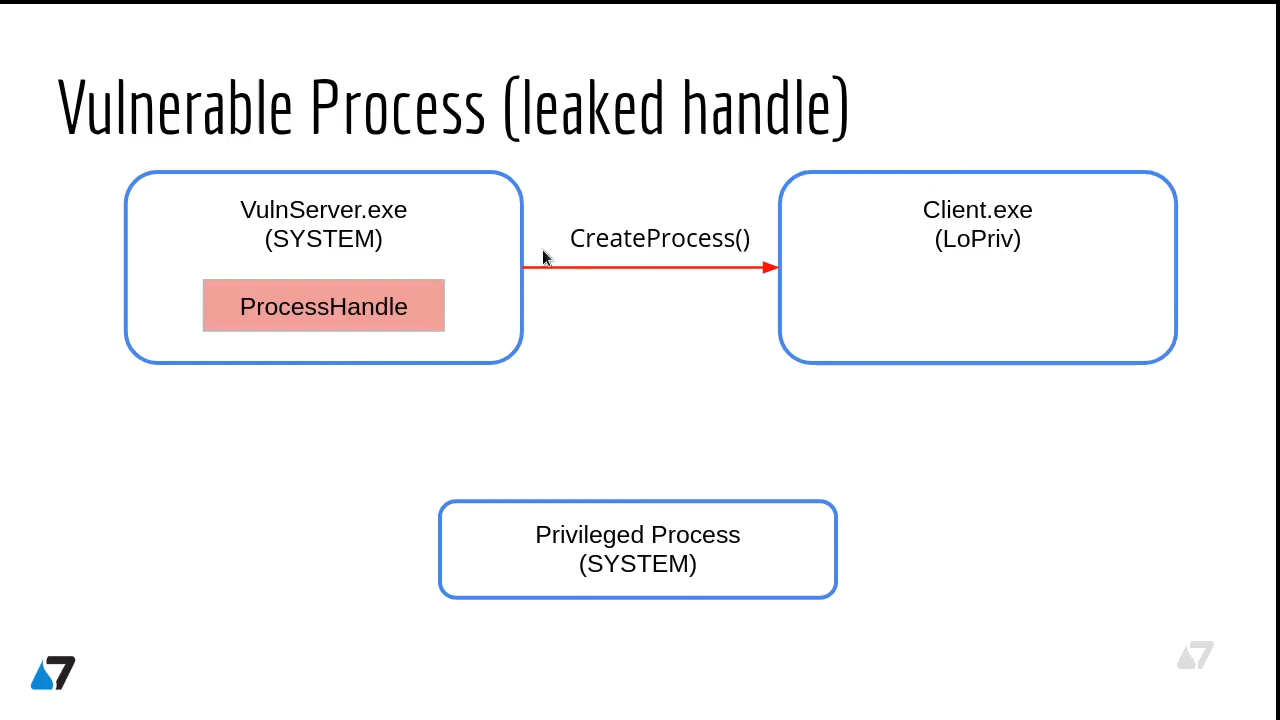 Vulnerable Process (leaked handle)
VulnServer.exe
(SYSTEM)
ProcessHandle
CreateProcess()
Client.exe
(LoPriv)
Privileged Process
(SYSTEM)